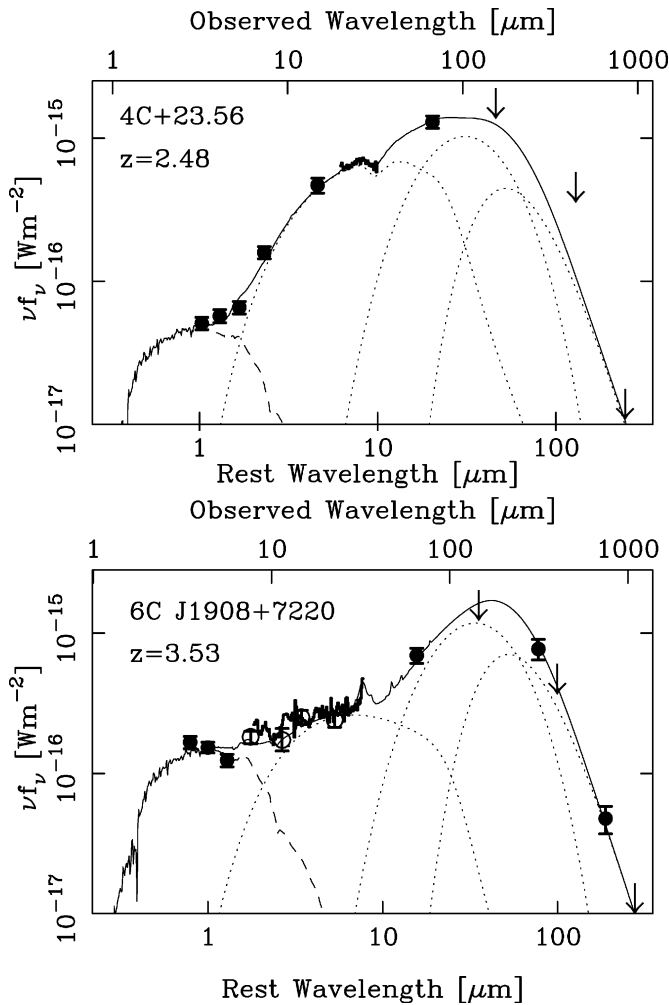 Observed Wavelength [μm]
1 10 100 1000
4C+23.56
z=2.48
νfν [Wm−2]
10−15
10−16
10−17
1 10 100
Rest Wavelength [μm]
Observed Wavelength [μm]
1 10 100 1000
6C J1908+7220
z=3.53
νfν [Wm−2]
10−15
10−16
10−17
1 10 100
Rest Wavelength [μm]